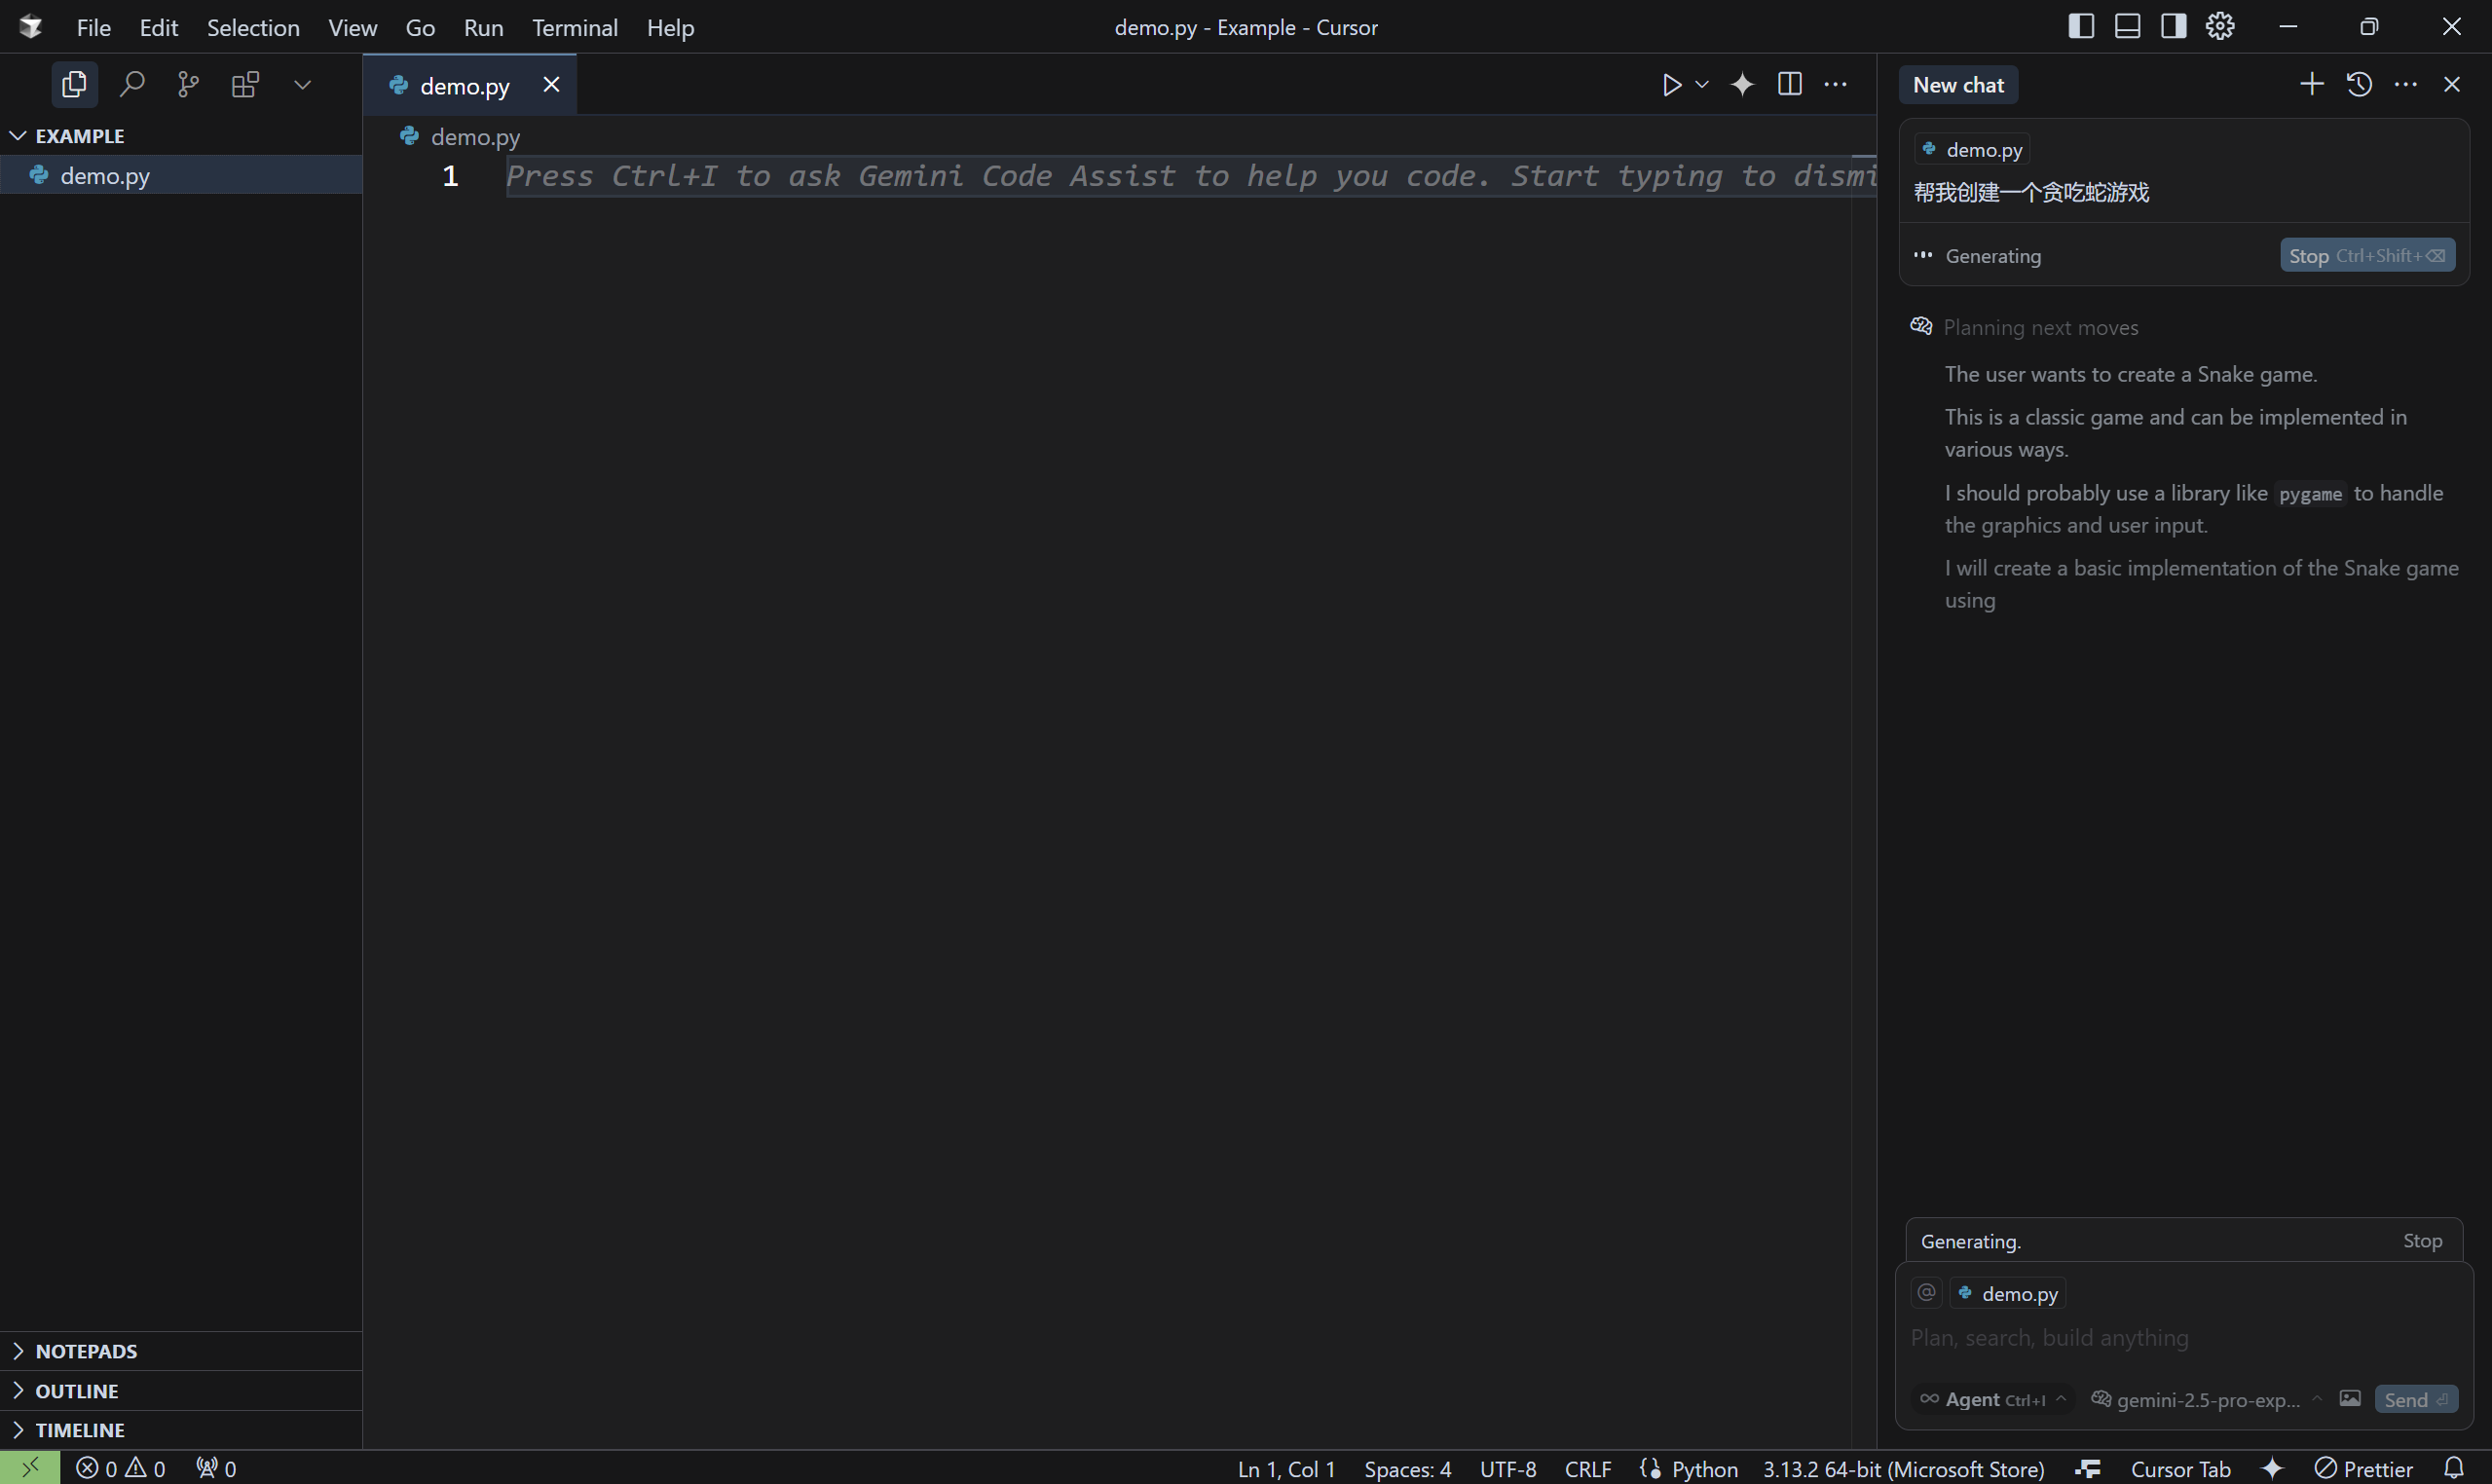 File Edit Selection View Go Run Terminal Help
demo.py - Example - Cursor
EXAMPLE
demo.py
demo.py
demo.py
1 Press Ctrl+I to ask Gemini Code Assist to help you code. Start typing to dismi
New chat
demo.py
帮我创建一个贪吃蛇游戏
Generating
Stop Ctrl+Shift+⌫
Planning next moves
The user wants to create a Snake game.
This is a classic game and can be implemented in
various ways.
I should probably use a library like pygame to handle
the graphics and user input.
I will create a basic implementation of the Snake game
using
Generating.
Stop
@ demo.py
Plan, search, build anything
Agent Ctrl+I gemini-2.5-pro-exp... Send ⏎
NOTEPADS
OUTLINE
TIMELINE
0 0 0
Ln 1, Col 1 Spaces: 4 UTF-8 CRLF Python 3.13.2 64-bit (Microsoft Store) Cursor Tab Prettier